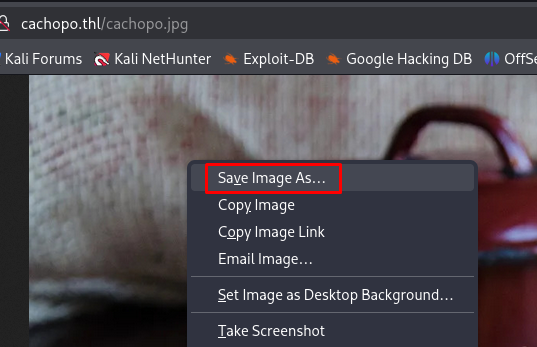 cachopo.thl/cachopo.jpg
Kali Forums Kali NetHunter Exploit-DB Google Hacking DB OffSe
Save Image As...
Copy Image
Copy Image Link
Email Image...
Set Image as Desktop Background...
Take Screenshot